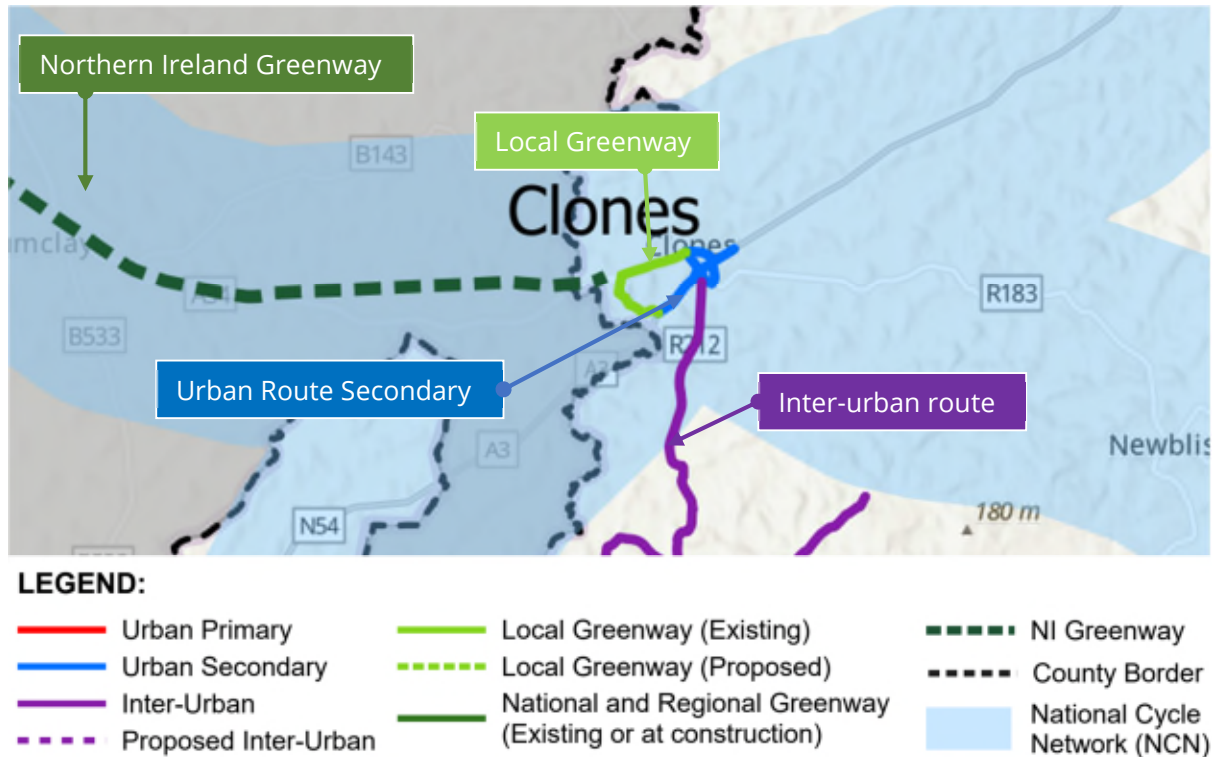 Northern Ireland Greenway
B143
Local Greenway
Clones
Clones
mclay
A34
R183
B533
R212
A3
Urban Route Secondary
Inter-urban route
A3
Newblis
180 m
N54
LEGEND:
Urban Primary
Urban Secondary
Inter-Urban
Proposed Inter-Urban
Local Greenway (Existing)
Local Greenway (Proposed)
National and Regional Greenway
(Existing or at construction)
NI Greenway
County Border
National Cycle
Network (NCN)